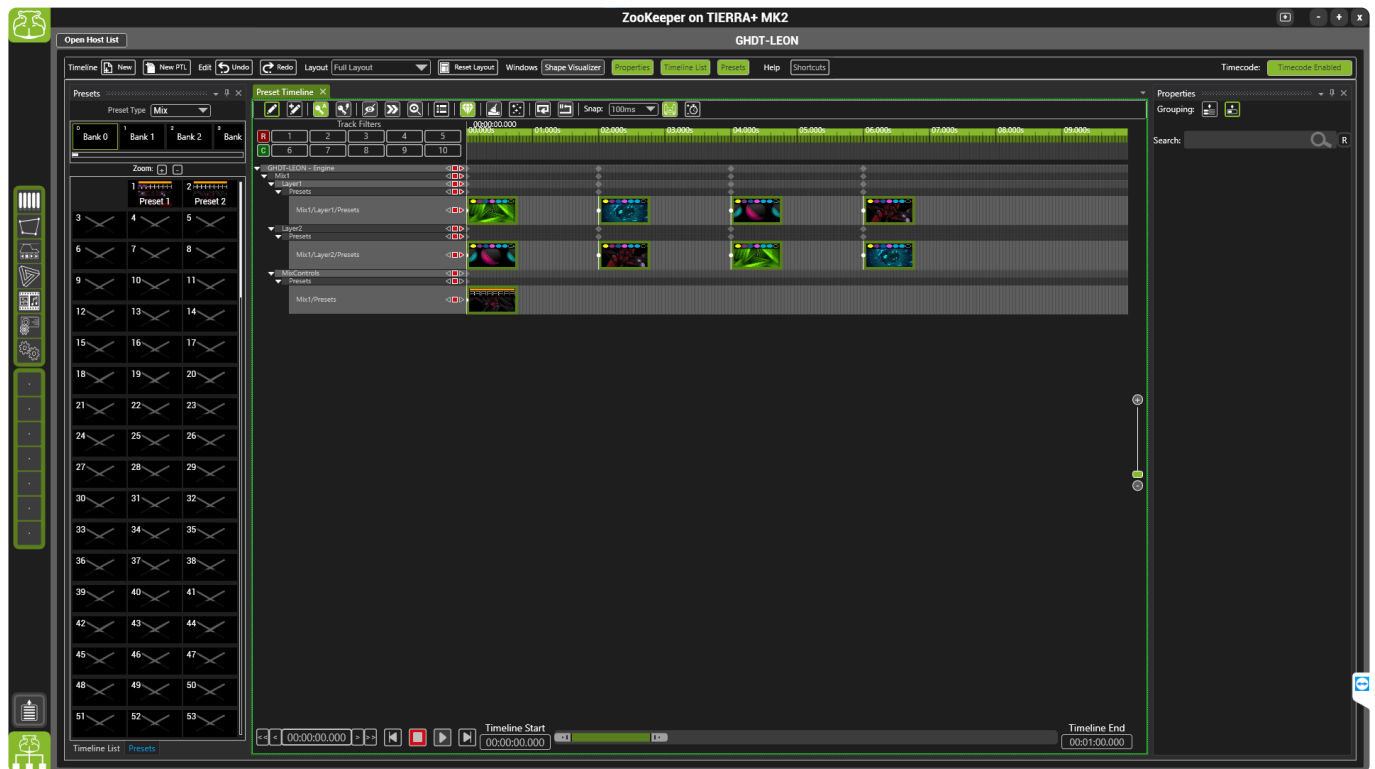 ZooKeeper on TIERRA+ MK2
Open Host List
GHDT-LEON
Timeline New New PTL Edit Undo Redo Layout Full Layout Reset Layout Windows Shape Visualizer Properties Timeline List Presets Help Shortcuts Timecode: Timecode Enabled
Presets
Preset Type Mix
0 Bank 0 1 Bank 1 2 Bank 2 3 Bank
Zoom: + -
1 Preset 1 2 Preset 2
3 4 5
6 7 8
9 10 11
12 13 14
15 16 17
18 19 20
21 22 23
24 25 26
27 28 29
30 31 32
33 34 35
36 37 38
39 40 41
42 43 44
45 46 47
48 49 50
51 52 53
Timeline List Presets
Preset Timeline
Snap: 100ms
Track Filters
R 1 2 3 4 5
C 6 7 8 9 10
00:00:00.000
00.000s 01.000s 02.000s 03.000s 04.000s 05.000s 06.000s 07.000s 08.000s 09.000s
GHDT-LEON - Engine
Mix1
Layer1
Presets
Mix1/Layer1/Presets
Layer2
Presets
Mix1/Layer2/Presets
MixControls
Presets
Mix1/Presets
<< < 00:00:00.000 > >>
Timeline Start
00:00:00.000
Timeline End
00:01:00.000
Properties
Grouping:
Search: R